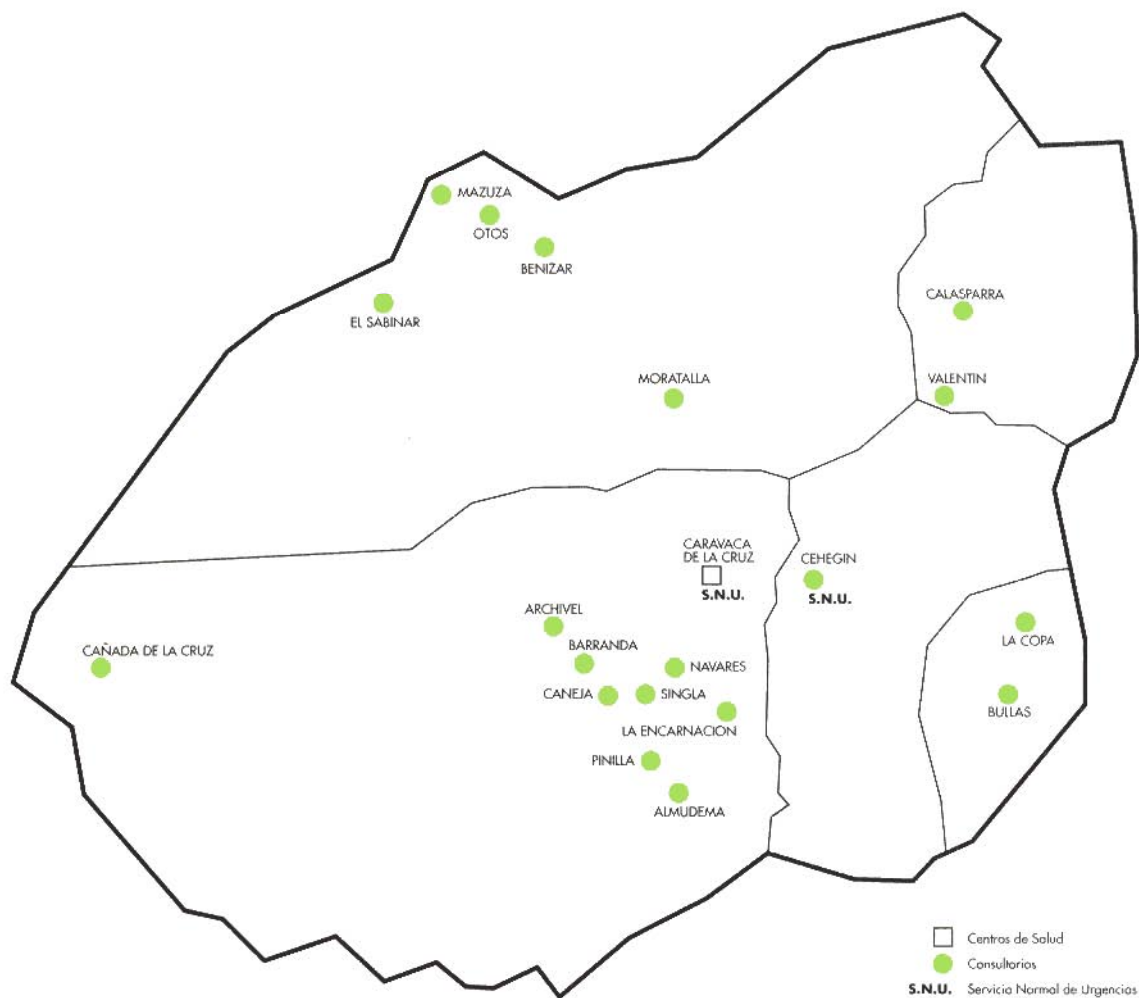 MAZUZA
OTOS
BENIZAR
EL SABINAR
CALASPARRA
MORATALLA
VALENTIN
CARAVACA
DE LA CRUZ
S.N.U.
CEHEGIN
S.N.U.
ARCHIVEL
BARRANDA
CAÑADA DE LA CRUZ
NAVARES
CANEJA
SINGLA
LA ENCARNACION
LA COPA
BULLAS
PINILLA
ALMUDEMA
Centros de Salud
Consultorios
S.N.U. Servicio Normal de Urgencias